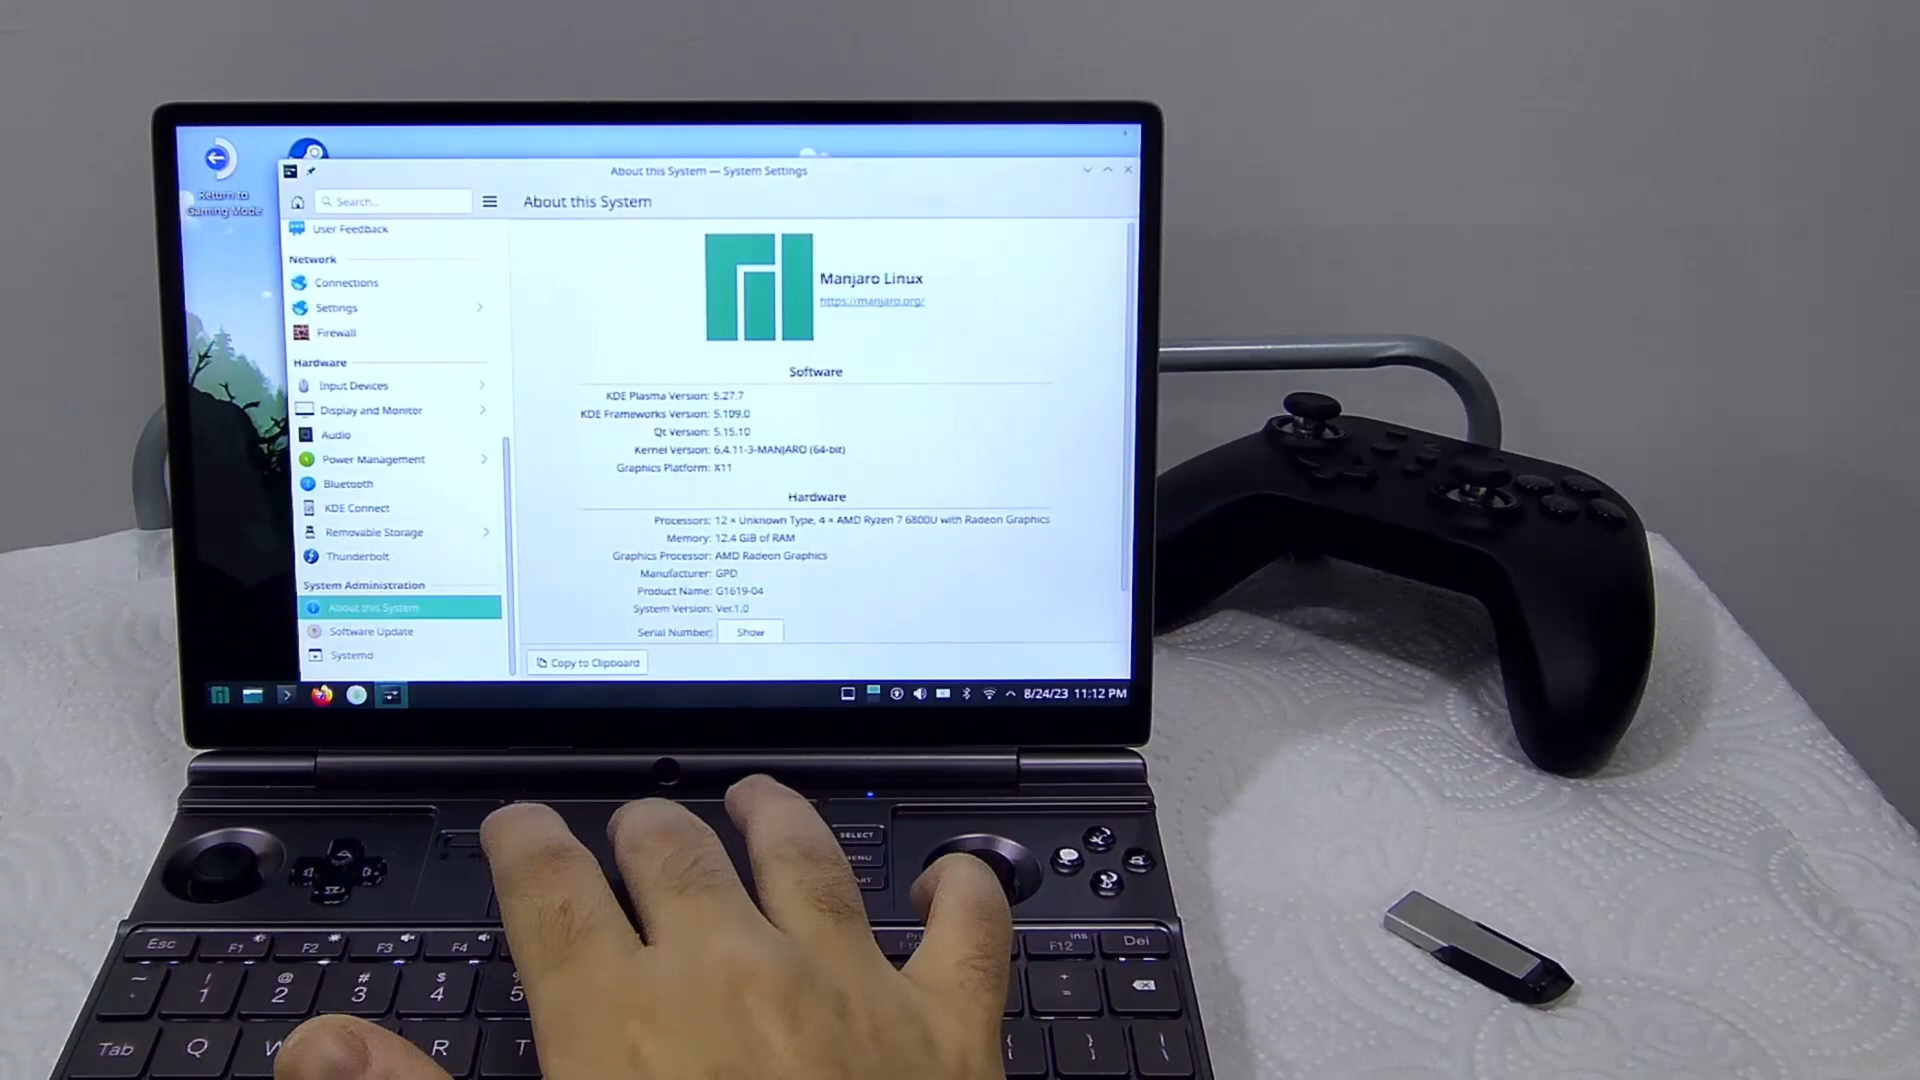 Return to
Gaming Mode
About this System — System Settings
Search...
About this System
User Feedback
Network
Connections
Settings
Firewall
Hardware
Input Devices
Display and Monitor
Audio
Power Management
Bluetooth
KDE Connect
Removable Storage
Thunderbolt
System Administration
About this System
Software Update
Systemd
Manjaro Linux
https://manjaro.org/
Software
KDE Plasma Version: 5.27.7
KDE Frameworks Version: 5.109.0
Qt Version: 5.15.10
Kernel Version: 6.4.11-3-MANJARO (64-bit)
Graphics Platform: X11
Hardware
Processors: 12 × Unknown Type, 4 × AMD Ryzen 7 6800U with Radeon Graphics
Memory: 12.4 GiB of RAM
Graphics Processor: AMD Radeon Graphics
Manufacturer: GPD
Product Name: G1619-04
System Version: Ver.1.0
Serial Number: Show
Copy to Clipboard
8/24/23 11:12 PM
SELECT
Esc F1 F2 F3 F4 ins F12 Del
~ ! @ # $ +
1 2 3 4 5 =
Tab Q R T { } |
[ ] \